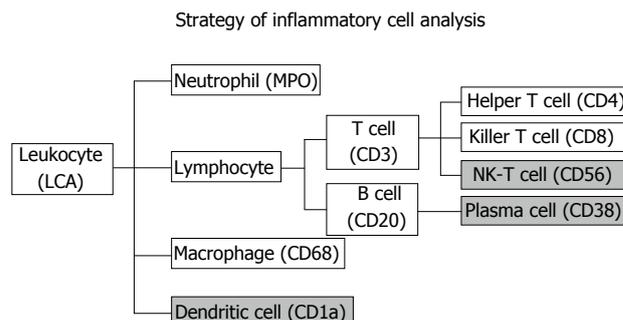 Strategy of inflammatory cell analysis
Neutrophil (MPO)
Helper T cell (CD4)
T cell
(CD3)
Killer T cell (CD8)
Leukocyte
(LCA)
Lymphocyte
NK-T cell (CD56)
B cell
(CD20)
Plasma cell (CD38)
Macrophage (CD68)
Dendritic cell (CD1a)